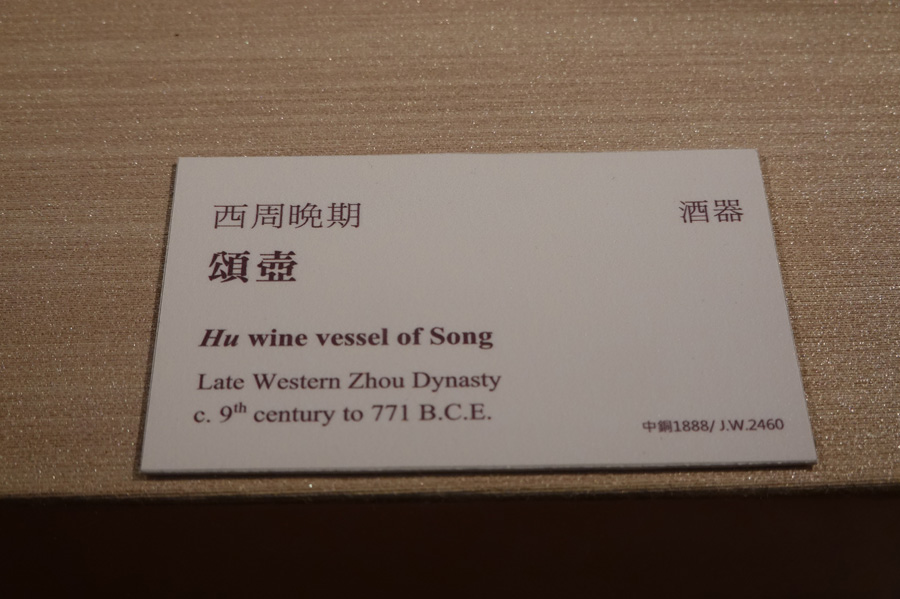 西周晚期 酒器
頌壺
Hu wine vessel of Song
Late Western Zhou Dynasty
c. 9th century to 771 B.C.E.
中銅1888/ J.W.2460